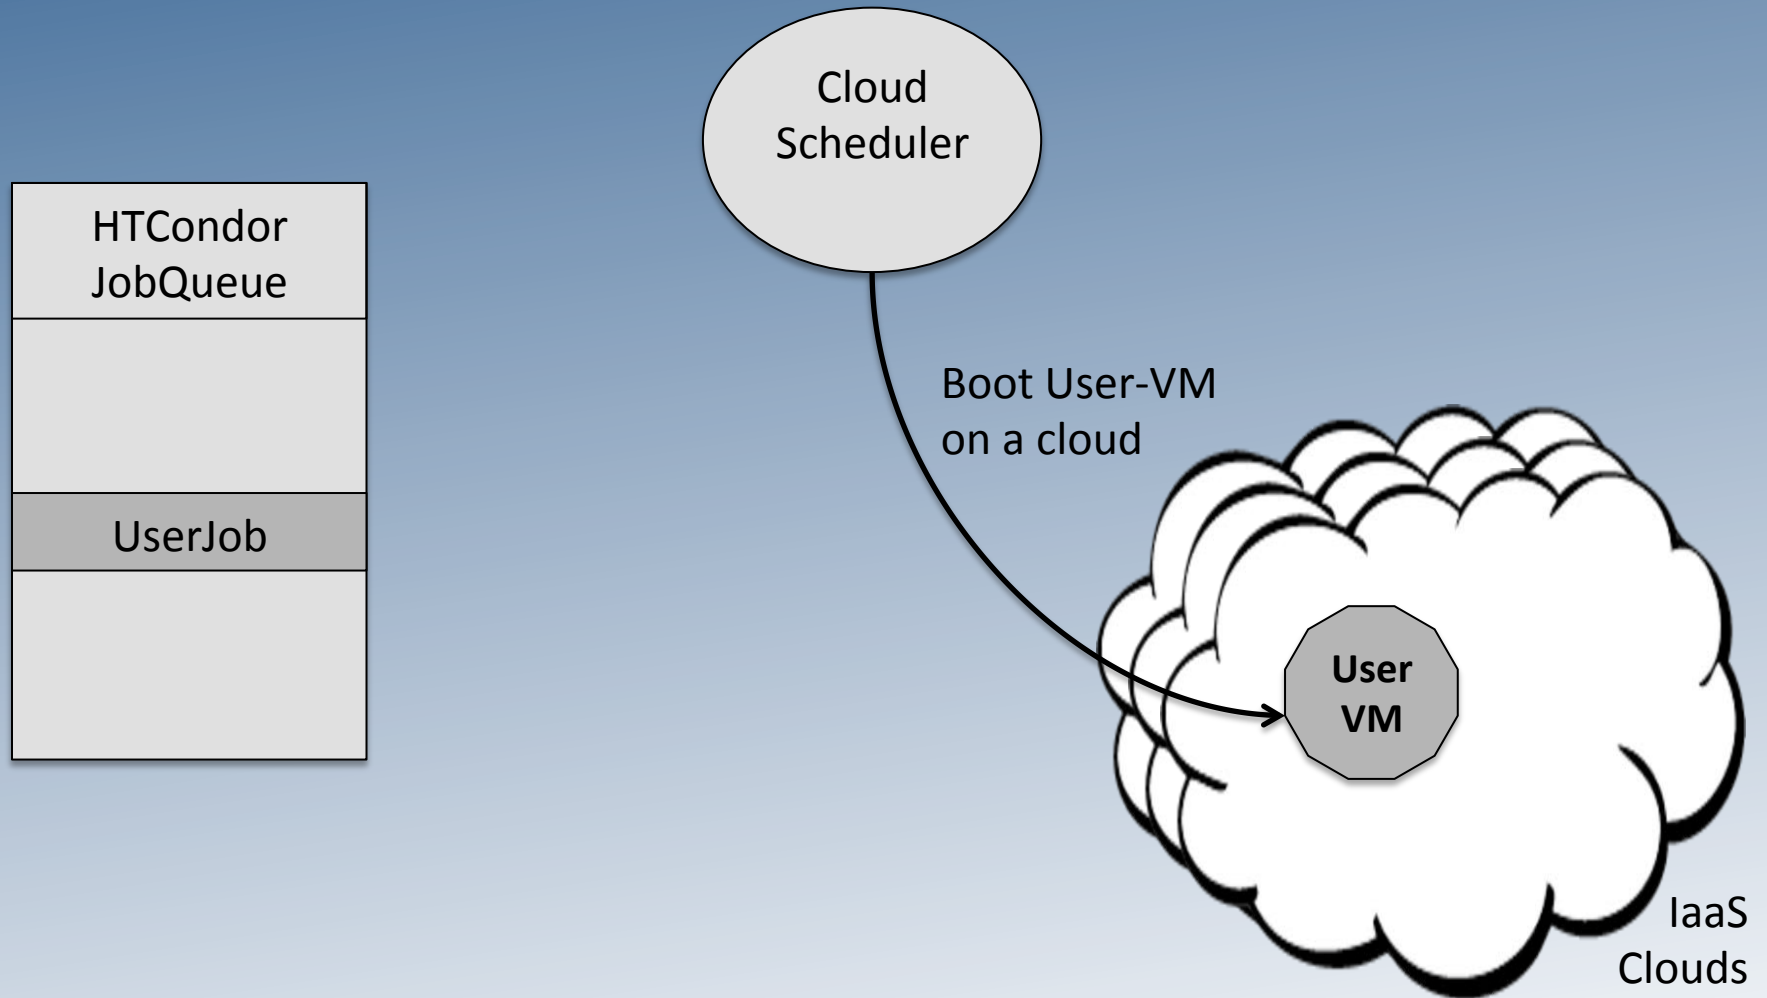 Cloud
Scheduler
HTCondor
JobQueue
Boot User-VM
on a cloud
UserJob
User
VM
IaaS
Clouds